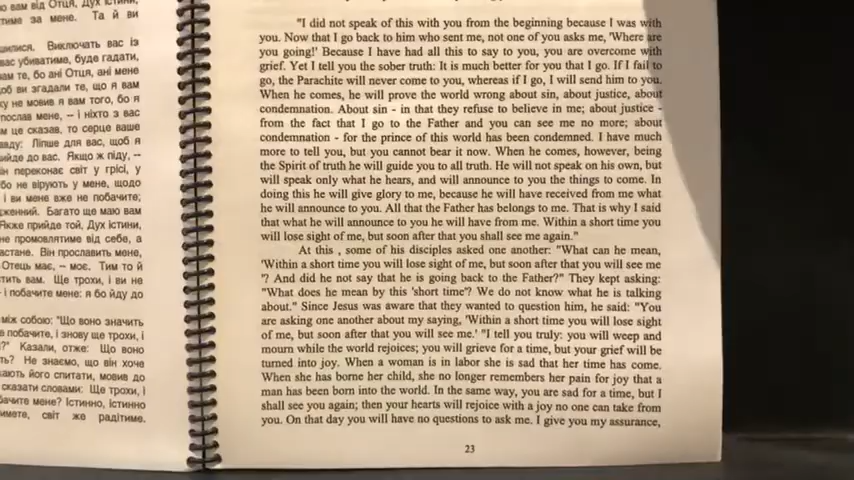 ю вам від Отця, Дух істини,
тиме за мене. Та й ви
шилися. Виключать вас із
вас убиватиме, буде гадати,
ам те, бо ані Отця, ані мене
об ви згадали те, що я вам
ку не мовив я вам того, бо я
послав мене, – і ніхто з вас
м це сказав, то серце ваше
авду: Ліпше для вас, щоб я
ийде до вас. Якщо ж піду, –
ін переконає світ у грісі, у
бо не вірують у мене, щодо
і ви мене вже не побачите;
женний. Багато ще маю вам
Якже прийде той, Дух істини,
не промовлятиме від себе, а
астане. Він прославить мене,
Отець має, – моє. Тим то й
тить вам. Ще трохи, і ви не
- і побачите мене: я бо йду до
між собою: "Що воно значить
е побачите, і знову ще трохи, і
?" Казали, отже: Що воно
ть? Не знаємо, що він хоче
ають його спитати, мовив до
сказати словами: Ще трохи, і
бачите мене? Істинно, істинно
тимете, світ же радітиме.
"I did not speak of this with you from the beginning because I was with
you. Now that I go back to him who sent me, not one of you asks me, 'Where are
you going!' Because I have had all this to say to you, you are overcome with
grief. Yet I tell you the sober truth: It is much better for you that I go. If I fail to
go, the Parachite will never come to you, whereas if I go, I will send him to you.
When he comes, he will prove the world wrong about sin, about justice, about
condemnation. About sin - in that they refuse to believe in me; about justice -
from the fact that I go to the Father and you can see me no more; about
condemnation - for the prince of this world has been condemned. I have much
more to tell you, but you cannot bear it now. When he comes, however, being
the Spirit of truth he will guide you to all truth. He will not speak on his own, but
will speak only what he hears, and will announce to you the things to come. In
doing this he will give glory to me, because he will have received from me what
he will announce to you. All that the Father has belongs to me. That is why I said
that what he will announce to you he will have from me. Within a short time you
will lose sight of me, but soon after that you shall see me again."
At this , some of his disciples asked one another: "What can he mean,
'Within a short time you will lose sight of me, but soon after that you will see me
'? And did he not say that he is going back to the Father?" They kept asking:
"What does he mean by this 'short time'? We do not know what he is talking
about." Since Jesus was aware that they wanted to question him, he said: "You
are asking one another about my saying, 'Within a short time you will lose sight
of me, but soon after that you will see me.' "I tell you truly: you will weep and
mourn while the world rejoices; you will grieve for a time, but your grief will be
turned into joy. When a woman is in labor she is sad that her time has come.
When she has borne her child, she no longer remembers her pain for joy that a
man has been born into the world. In the same way, you are sad for a time, but I
shall see you again; then your hearts will rejoice with a joy no one can take from
you. On that day you will have no questions to ask me. I give you my assurance,
23